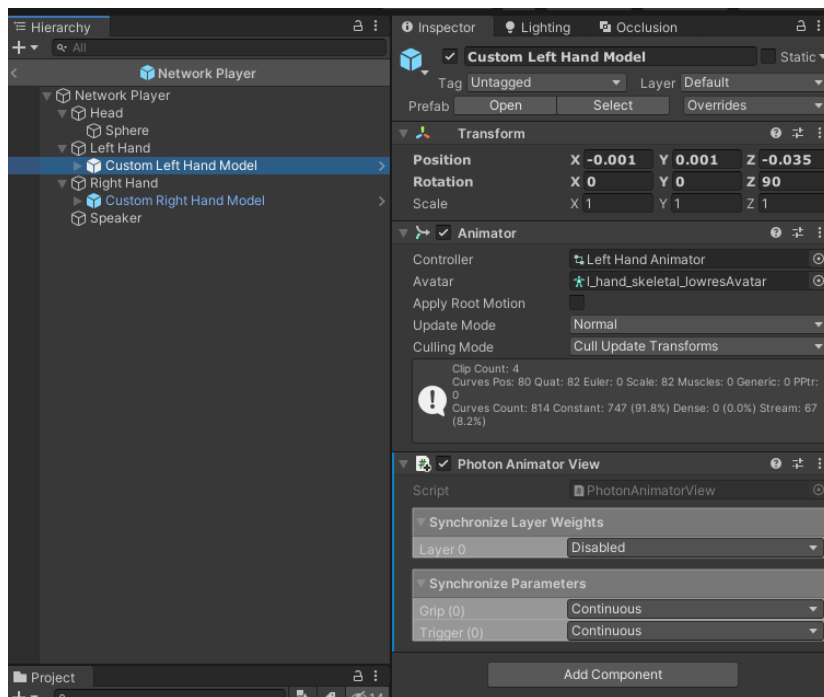 Hierarchy
All
Network Player
Network Player
Head
Sphere
Left Hand
Custom Left Hand Model
Right Hand
Custom Right Hand Model
Speaker
Project
Inspector
Lighting
Occlusion
Custom Left Hand Model
Static
Tag Untagged
Layer Default
Prefab Open Select Overrides
Transform
Position X -0.001 Y 0.001 Z -0.035
Rotation X 0 Y 0 Z 90
Scale X 1 Y 1 Z 1
Animator
Controller Left Hand Animator
Avatar l_hand_skeletal_lowresAvatar
Apply Root Motion
Update Mode Normal
Culling Mode Cull Update Transforms
Clip Count: 4
Curves Pos: 80 Quat: 82 Euler: 0 Scale: 82 Muscles: 0 Generic: 0 PPtr:
0
Curves Count: 814 Constant: 747 (91.8%) Dense: 0 (0.0%) Stream: 67
(8.2%)
Photon Animator View
Script PhotonAnimatorView
Synchronize Layer Weights
Layer 0 Disabled
Synchronize Parameters
Grip (0) Continuous
Trigger (0) Continuous
Add Component